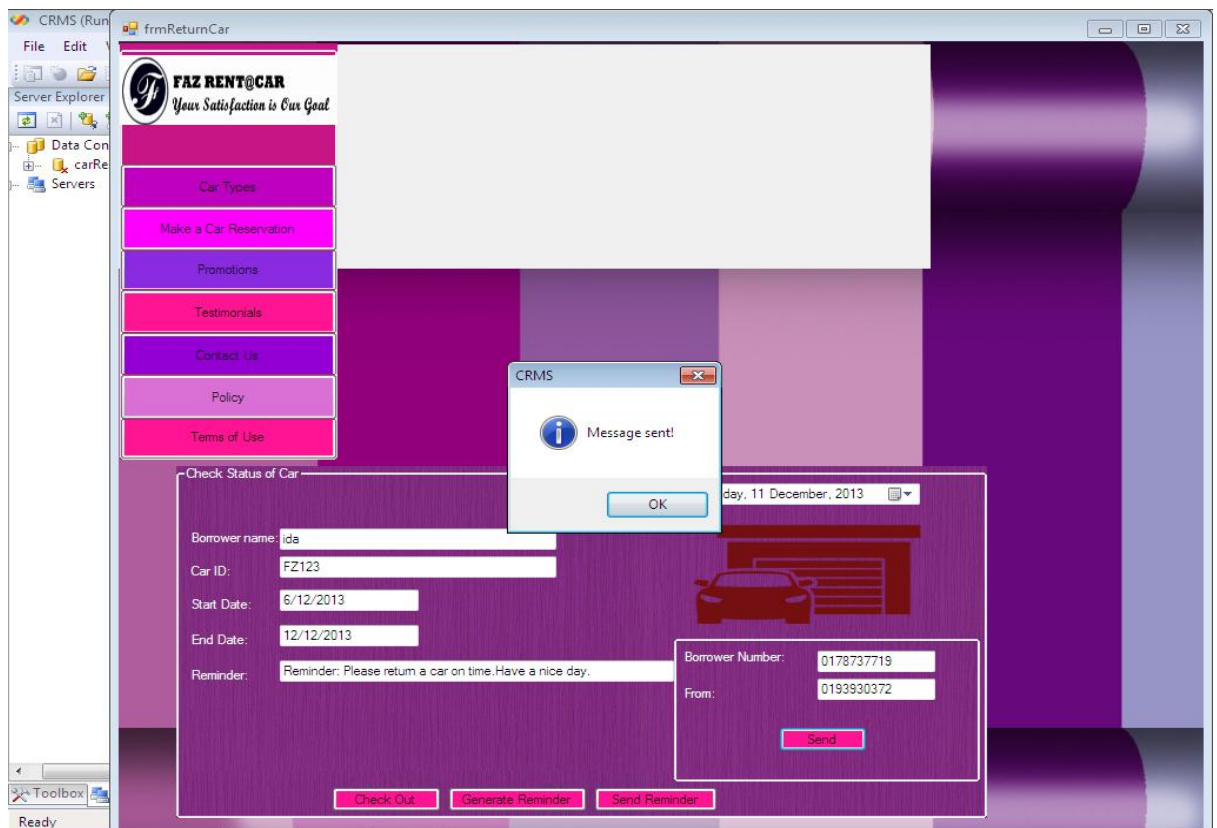 CRMS (Run
frmReturnCar
File Edit
Server Explorer
Data Con
carRe
Servers
F
FAZ RENT@CAR
Your Satisfaction is Our Goal
Car Types
Make a Car Reservation
Promotions
Testimonials
Contact Us
Policy
Terms of Use
CRMS
Message sent!
OK
Check Status of Car
day, 11 December, 2013
Borrower name: ida
Car ID: FZ123
Start Date: 6/12/2013
End Date: 12/12/2013
Reminder: Reminder: Please return a car on time.Have a nice day.
Borrower Number: 0178737719
From: 0193930372
Send
Check Out Generate Reminder Send Reminder
Toolbox
Ready